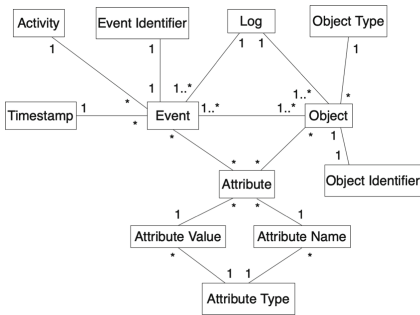 Activity
Event Identifier
Log
Object Type
1
1
1
1
1
1..*
1
1..*
*
*
Timestamp
1
*
Event
1..*
1..*
Object
*
*
*
*
*
1
1
Object Identifier
Attribute
1
*
*
1
Attribute Value
Attribute Name
*
1
1
*
Attribute Type